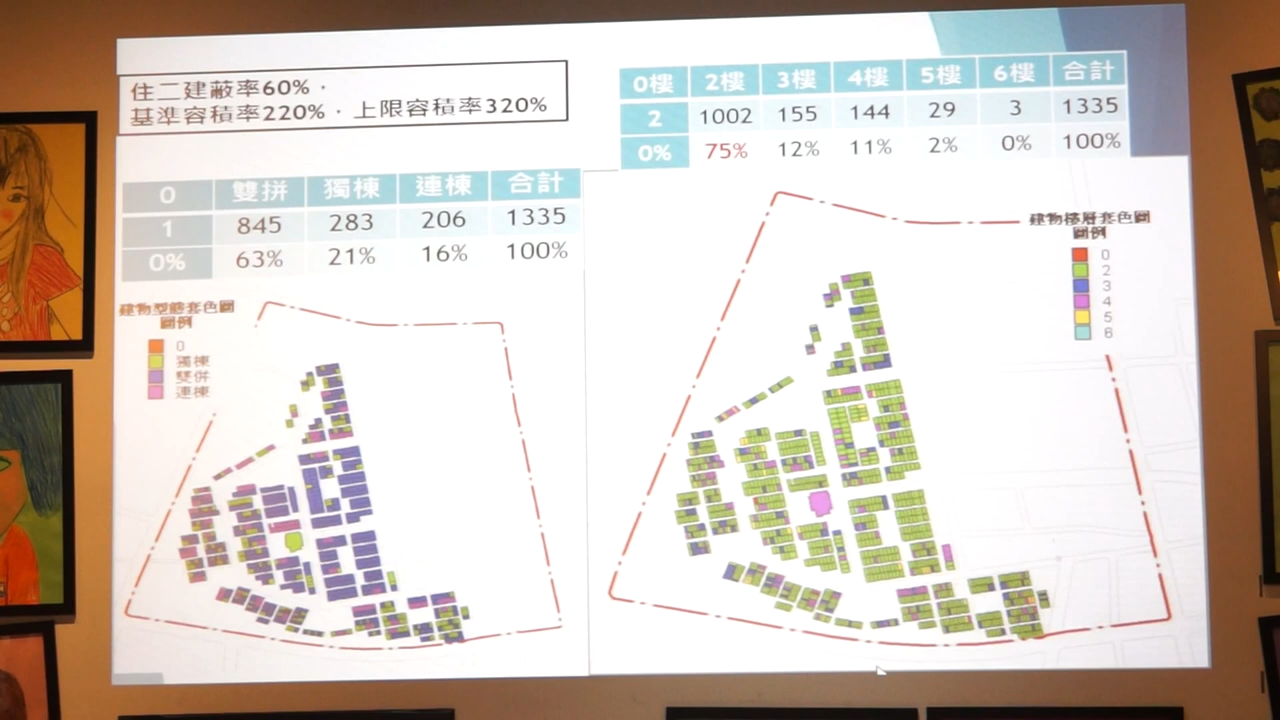 住二建蔽率60%，
基準容積率220%，上限容積率320%
0樓 2樓 3樓 4樓 5樓 6樓 合計
2 1002 155 144 29 3 1335
0% 75% 12% 11% 2% 0% 100%
0 雙拼 獨棟 連棟 合計
1 845 283 206 1335
0% 63% 21% 16% 100%
建物型態套色圖
圖例
0
獨棟
雙併
連棟
建物樓層套色圖
圖例
0
2
3
4
5
6